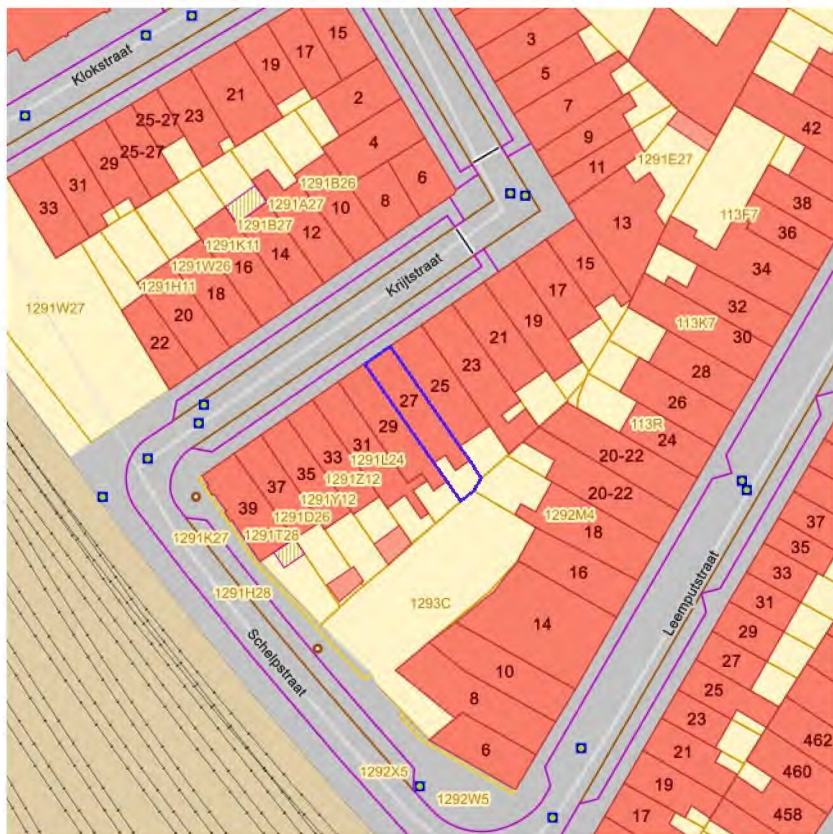 Klokstraat
15
17
19
21
23
25-27
25-27
29
31
33
2
4
6
8
10
12
14
16
18
20
22
1291B26
1291A27
1291B27
1291K11
1291W26
1291H11
1291W27
Krijtstraat
3
5
7
9
11
13
15
17
19
21
23
25
27
29
31
33
35
37
39
1291E27
113F7
42
38
36
34
32
30
113K7
28
26
113R
24
20-22
20-22
1292M4
18
16
14
10
8
6
1291L24
1291Z12
1291Y12
1291D26
1291T28
1291K27
1291H28
1293C
Schelpstraat
Leemputstraat
1292X5
1292W5
37
35
33
31
29
27
25
23
21
19
17
462
460
458